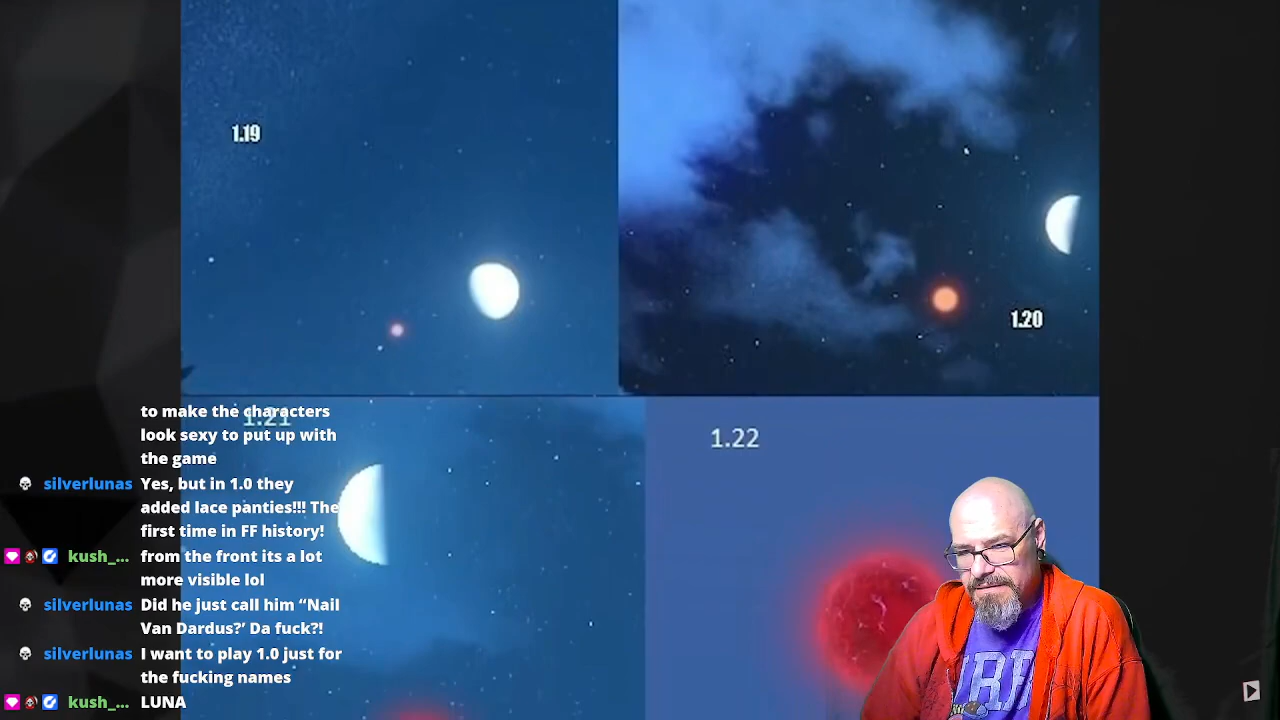 1.19
1.20
1.21
1.22
to make the characters
look sexy to put up with
the game
silverlunas Yes, but in 1.0 they
added lace panties!!! The
first time in FF history!
kush_... from the front its a lot
more visible lol
silverlunas Did he just call him “Nail
Van Dardus?’ Da fuck?!
silverlunas I want to play 1.0 just for
the fucking names
kush_... LUNA